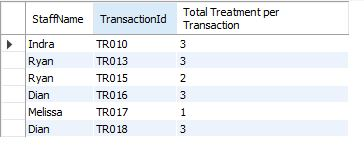 StaffName TransactionId Total Treatment per Transaction
Indra TR010 3
Ryan TR013 3
Ryan TR015 2
Dian TR016 3
Melissa TR017 1
Dian TR018 3